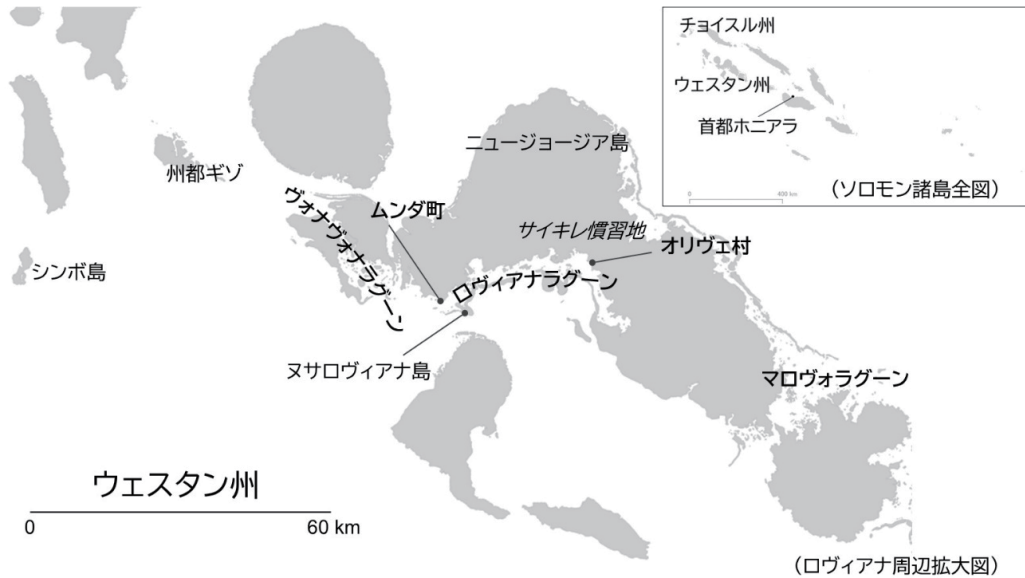 チョイスル州
ウェスタン州
首都ホニアラ
0
400 km
(ソロモン諸島全図)
ニュージョージア島
州都ギゾ
ヴォナヴォナラグーン
ムンダ町
サイキレ慣習地
オリヴェ村
シンボ島
ロヴィアナラグーン
ヌサロヴィアナ島
マロヴォラグーン
ウェスタン州
0
60 km
(ロヴィアナ周辺拡大図)